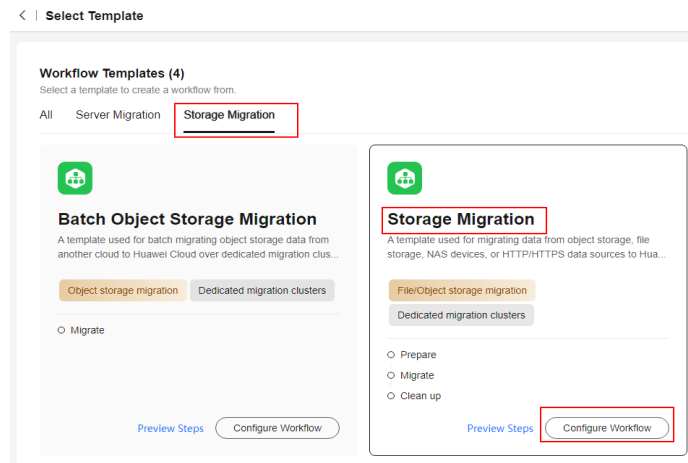 Select Template
Workflow Templates (4)
Select a template to create a workflow from.
All Server Migration Storage Migration
Batch Object Storage Migration
A template used for batch migrating object storage data from
another cloud to Huawei Cloud over dedicated migration clus...
Object storage migration Dedicated migration clusters
Migrate
Preview Steps Configure Workflow
Storage Migration
A template used for migrating data from object storage, file
storage, NAS devices, or HTTP/HTTPS data sources to Hua...
File/Object storage migration
Dedicated migration clusters
Prepare
Migrate
Clean up
Preview Steps Configure Workflow